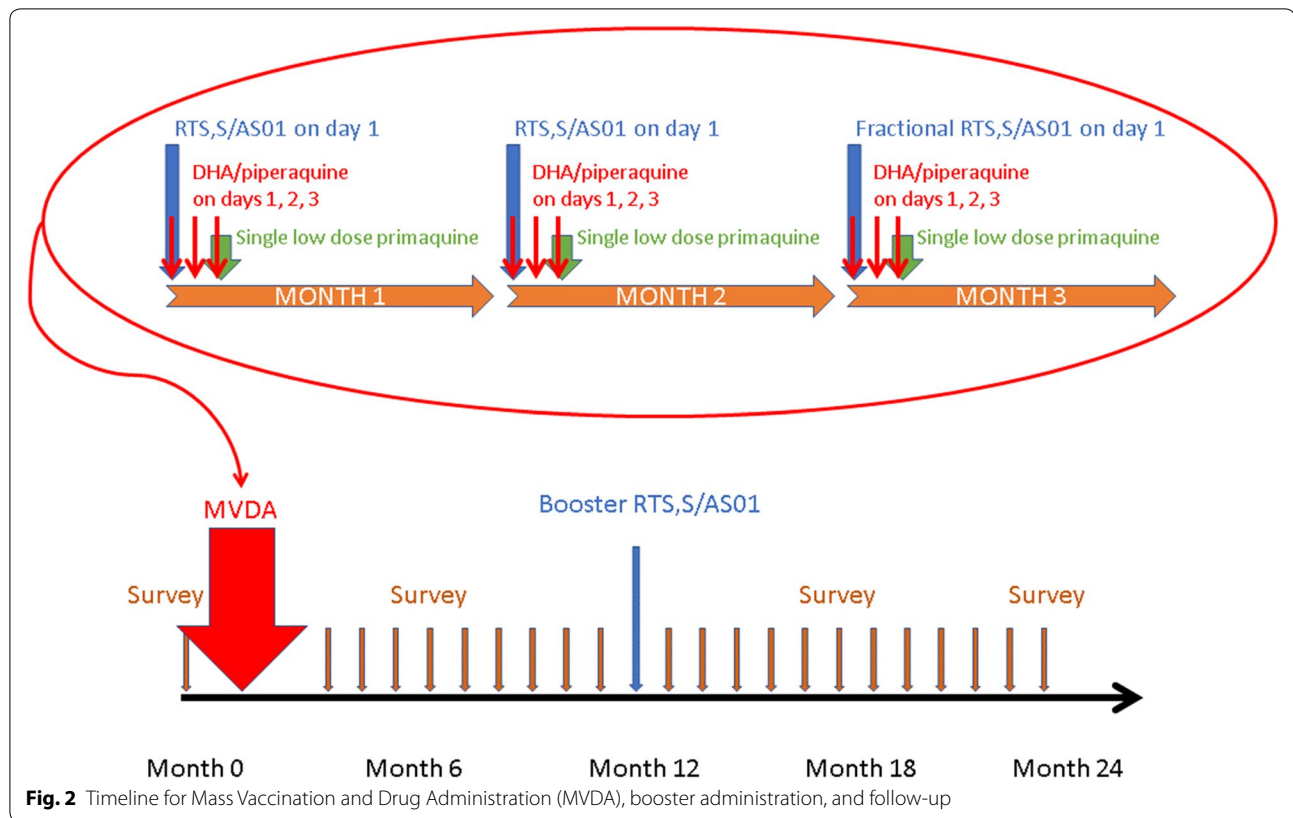 RTS,S/AS01 on day 1
DHA/piperaquine
on days 1, 2, 3
Single low dose primaquine
MONTH 1
RTS,S/AS01 on day 1
DHA/piperaquine
on days 1, 2, 3
Single low dose primaquine
MONTH 2
Fractional RTS,S/AS01 on day 1
DHA/piperaquine
on days 1, 2, 3
Single low dose primaquine
MONTH 3
MVDA
Booster RTS,S/AS01
Survey
Survey
Survey
Survey
Month 0
Month 6
Month 12
Month 18
Month 24
Fig. 2 Timeline for Mass Vaccination and Drug Administration (MVDA), booster administration, and follow-up